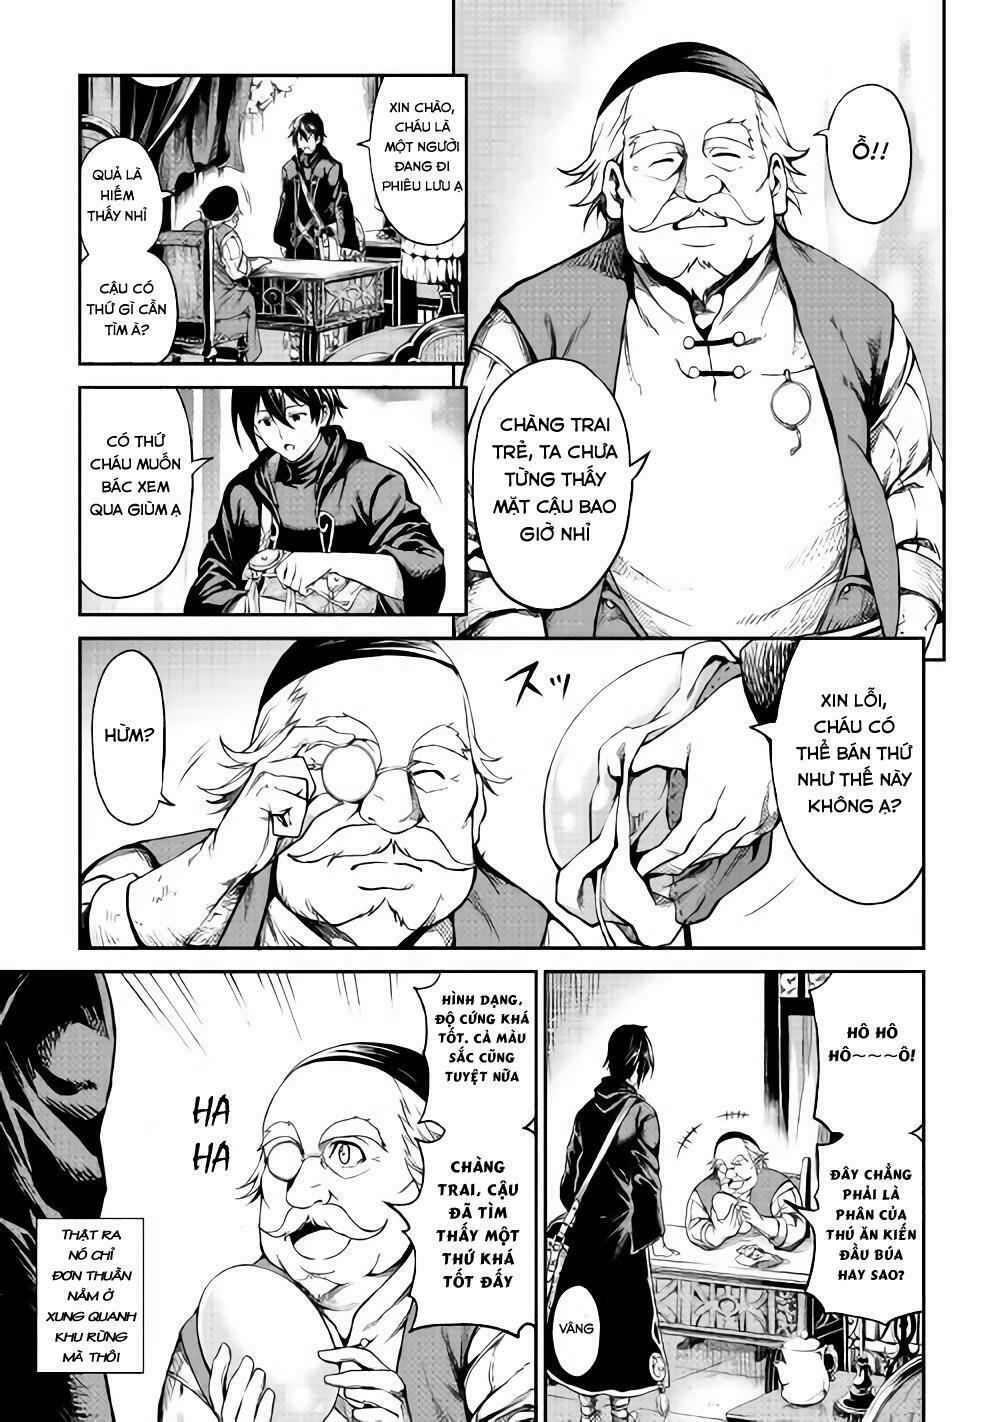 Ồ!!
CHÀNG TRAI
TRẺ, TA CHƯA
TỪNG THẤY
MẶT CẬU BAO
GIỜ NHỈ
XIN CHÀO,
CHÁU LÀ
MỘT NGƯỜI
ĐANG ĐI
PHIÊU LƯU Ạ
QUẢ LÀ
HIẾM
THẤY NHỈ
CẬU CÓ
THỨ GÌ CẦN
TÌM À?
CÓ THỨ
CHÁU MUỐN
BÁC XEM
QUA GIÙM Ạ
XIN LỖI,
CHÁU CÓ
THỂ BÁN THỨ
NHƯ THẾ NÀY
KHÔNG Ạ?
スッ
HỪM?
HÔ HÔ
HÔ~~~Ô!
ĐÂY CHẲNG
PHẢI LÀ
PHÂN CỦA
THÚ ĂN KIẾN
ĐẦU BÚA
HAY SAO?
VÂNG
HÌNH DẠNG,
ĐỘ CỨNG KHÁ
TỐT. CẢ MÀU
SẮC CŨNG
TUYỆT NỮA
CHÀNG
TRAI, CẬU
ĐÃ TÌM
THẤY MỘT
THỨ KHÁ
TỐT ĐẤY
HA
HA
THẬT RA
NÓ CHỈ
ĐƠN THUẦN
NẰM Ở
XUNG QUANH
KHU RỪNG
MÀ THÔI